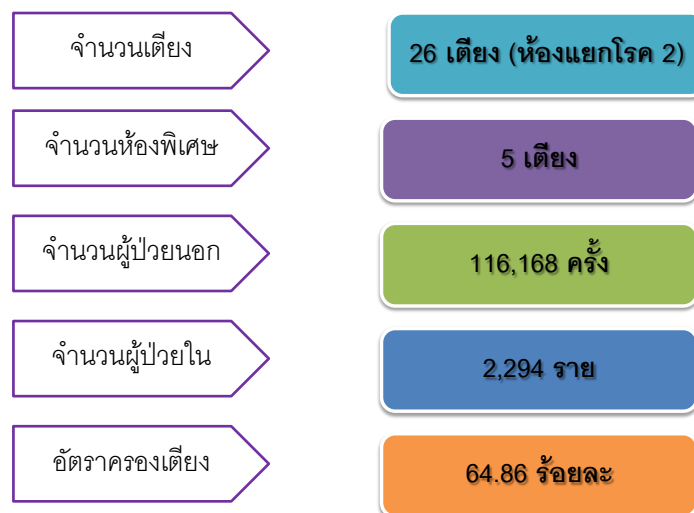 จำนวนเตียง
26 เตียง (ห้องแยกโรค 2)
จำนวนห้องพิเศษ
5 เตียง
จำนวนผู้ป่วยนอก
116,168 ครั้ง
จำนวนผู้ป่วยใน
2,294 ราย
อัตราครองเตียง
64.86 ร้อยละ